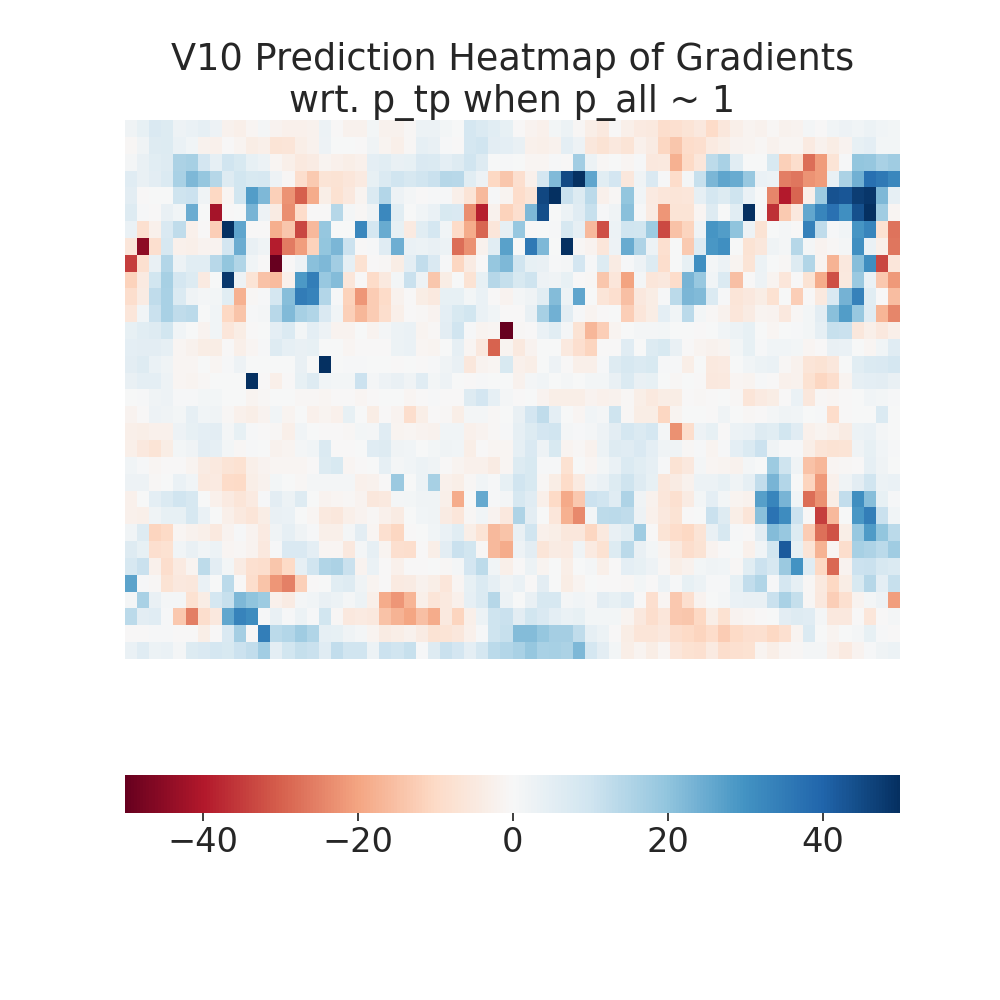 V10 Prediction Heatmap of Gradients
wrt. p_tp when p_all ~ 1
−40 −20 0 20 40